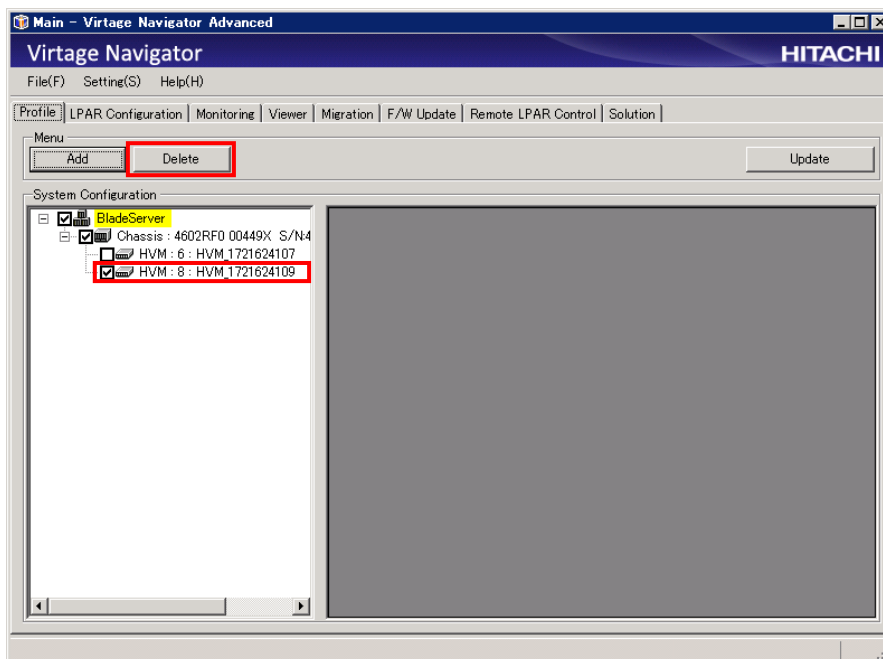 Main - Virtage Navigator Advanced
Virtage Navigator HITACHI
File(F) Setting(S) Help(H)
Profile LPAR Configuration Monitoring Viewer Migration F/W Update Remote LPAR Control Solution
Menu
Add Delete Update
System Configuration
BladeServer
Chassis : 4602RF0 00449X S/N:4
HVM : 6 : HVM_1721624107
HVM : 8 : HVM_1721624109